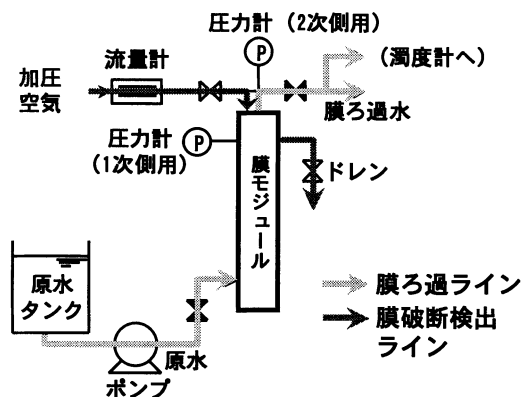 圧力計（2次側用）
P
流量計
（濁度計へ）
加圧
空気
膜ろ過水
圧力計
（1次側用）
P
膜モジュール
ドレン
原水
タンク
膜ろ過ライン
膜破断検出
ライン
原水
ポンプ